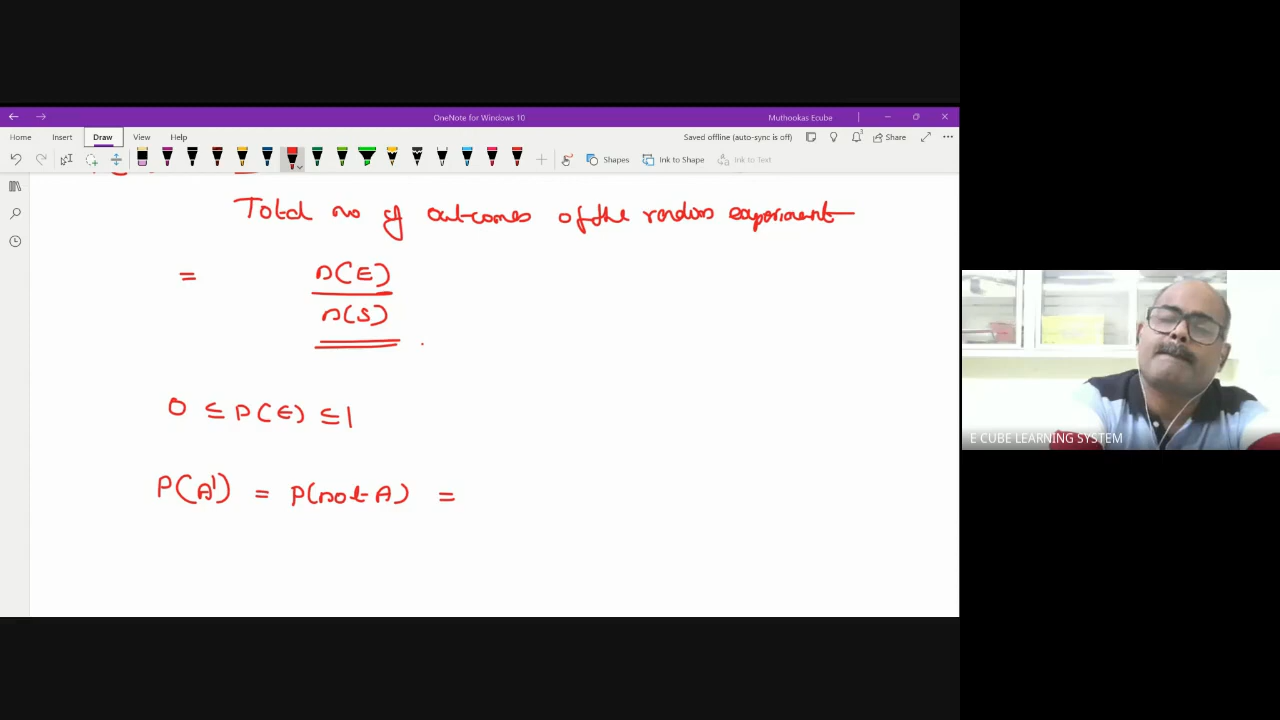 OneNote for Windows 10
Muthookas Ecube
Home Insert Draw View Help
Saved offline (auto-sync is off)
Share
Shapes
Ink to Shape
Ink to Text
Total no of outcomes of the random experiment
= n(E)
n(S)
0 ≤ P(E) ≤ 1
P(A') = P(not A) =
E CUBE LEARNING SYSTEM